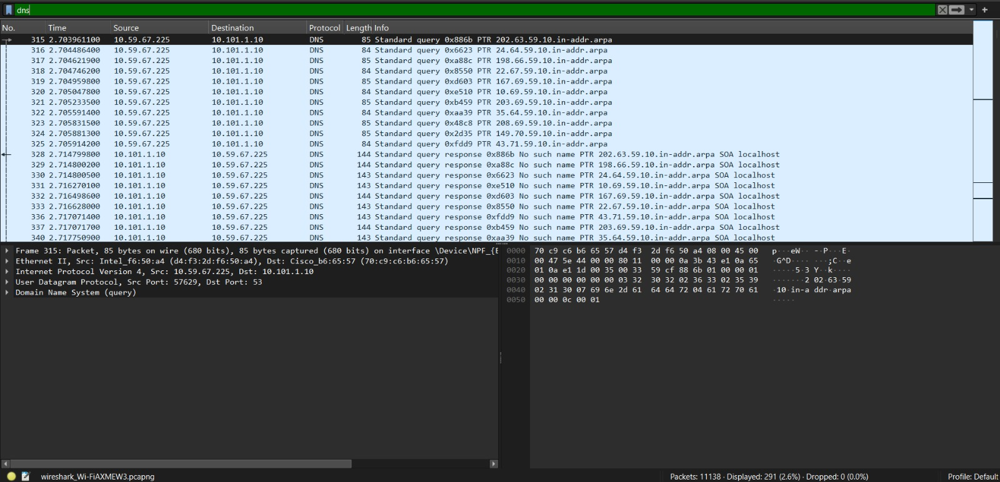 dns
No. Time Source Destination Protocol Length Info
315 2.703961100 10.59.67.225 10.101.1.10 DNS 85 Standard query 0x886b PTR 202.63.59.10.in-addr.arpa
316 2.704486400 10.59.67.225 10.101.1.10 DNS 84 Standard query 0x6623 PTR 24.64.59.10.in-addr.arpa
317 2.704621900 10.59.67.225 10.101.1.10 DNS 85 Standard query 0xa88c PTR 198.66.59.10.in-addr.arpa
318 2.704746200 10.59.67.225 10.101.1.10 DNS 84 Standard query 0x8550 PTR 22.67.59.10.in-addr.arpa
319 2.704959800 10.59.67.225 10.101.1.10 DNS 85 Standard query 0xd603 PTR 167.69.59.10.in-addr.arpa
320 2.705047800 10.59.67.225 10.101.1.10 DNS 84 Standard query 0xe510 PTR 10.69.59.10.in-addr.arpa
321 2.705233500 10.59.67.225 10.101.1.10 DNS 85 Standard query 0xb459 PTR 203.69.59.10.in-addr.arpa
322 2.705591400 10.59.67.225 10.101.1.10 DNS 84 Standard query 0xaa39 PTR 35.64.59.10.in-addr.arpa
323 2.705831500 10.59.67.225 10.101.1.10 DNS 85 Standard query 0x48c8 PTR 208.69.59.10.in-addr.arpa
324 2.705881300 10.59.67.225 10.101.1.10 DNS 85 Standard query 0x2d35 PTR 149.70.59.10.in-addr.arpa
325 2.705914200 10.59.67.225 10.101.1.10 DNS 84 Standard query 0xfdd9 PTR 43.71.59.10.in-addr.arpa
328 2.714799800 10.101.1.10 10.59.67.225 DNS 144 Standard query response 0x886b No such name PTR 202.63.59.10.in-addr.arpa SOA localhost
329 2.714800200 10.101.1.10 10.59.67.225 DNS 144 Standard query response 0xa88c No such name PTR 198.66.59.10.in-addr.arpa SOA localhost
330 2.714800500 10.101.1.10 10.59.67.225 DNS 143 Standard query response 0x6623 No such name PTR 24.64.59.10.in-addr.arpa SOA localhost
331 2.716270100 10.101.1.10 10.59.67.225 DNS 143 Standard query response 0xe510 No such name PTR 10.69.59.10.in-addr.arpa SOA localhost
332 2.716498600 10.101.1.10 10.59.67.225 DNS 144 Standard query response 0xd603 No such name PTR 167.69.59.10.in-addr.arpa SOA localhost
333 2.716628000 10.101.1.10 10.59.67.225 DNS 143 Standard query response 0x8550 No such name PTR 22.67.59.10.in-addr.arpa SOA localhost
336 2.717071400 10.101.1.10 10.59.67.225 DNS 143 Standard query response 0xfdd9 No such name PTR 43.71.59.10.in-addr.arpa SOA localhost
337 2.717071700 10.101.1.10 10.59.67.225 DNS 144 Standard query response 0xb459 No such name PTR 203.69.59.10.in-addr.arpa SOA localhost
340 2.717750900 10.101.1.10 10.59.67.225 DNS 143 Standard query response 0xaa39 No such name PTR 35.64.59.10.in-addr.arpa SOA localhost
Frame 315: Packet, 85 bytes on wire (680 bits), 85 bytes captured (680 bits) on interface \Device\NPF_{E
Ethernet II, Src: Intel_f6:50:a4 (d4:f3:2d:f6:50:a4), Dst: Cisco_b6:65:57 (70:c9:c6:b6:65:57)
Internet Protocol Version 4, Src: 10.59.67.225, Dst: 10.101.1.10
User Datagram Protocol, Src Port: 57629, Dst Port: 53
Domain Name System (query)
0000 70 c9 c6 b6 65 57 d4 f3 2d f6 50 a4 08 00 45 00 p···eW·· -·P···E·
0010 00 47 5e 44 00 00 80 11 00 00 0a 3b 43 e1 0a 65 ·G^D···· ···;C··e
0020 01 0a e1 1d 00 35 00 33 59 cf 88 6b 01 00 00 01 ·····5·3 Y··k····
0030 00 00 00 00 00 00 03 32 30 32 02 36 33 02 35 39 ·······2 02·63·59
0040 02 31 30 07 69 6e 2d 61 64 64 72 04 61 72 70 61 ·10·in-a ddr·arpa
0050 00 00 0c 00 01 ·····
wireshark_Wi-FiAXMEW3.pcapng
Packets: 11138 · Displayed: 291 (2.6%) · Dropped: 0 (0.0%)
Profile: Default